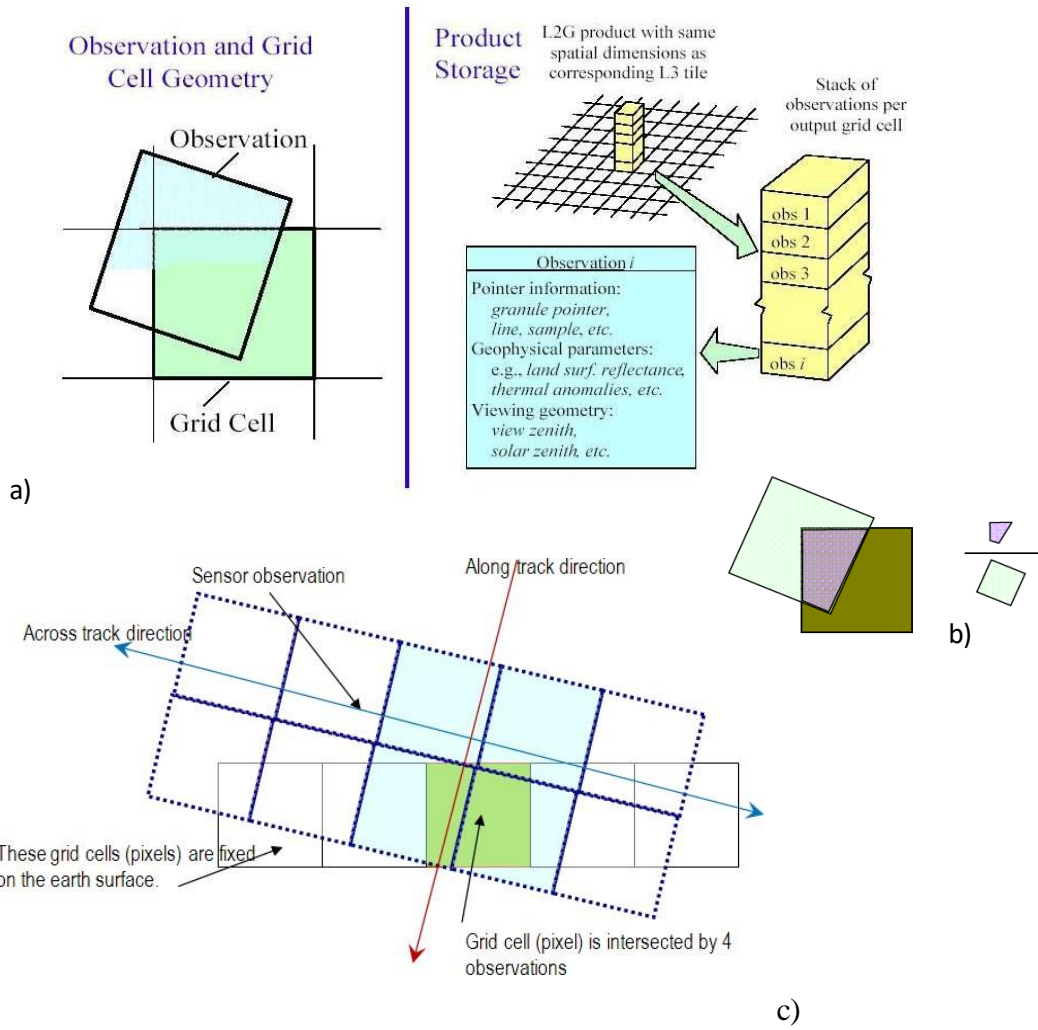 Observation and Grid
Cell Geometry
Observation
Grid Cell
a)
Product
Storage
L2G product with same
spatial dimensions as
corresponding L3 tile
Stack of
observations per
output grid cell
obs 1
obs 2
obs 3
obs i
Observation i
Pointer information:
granule pointer,
line, sample, etc.
Geophysical parameters:
e.g., land surf. reflectance,
thermal anomalies, etc.
Viewing geometry:
view zenith,
solar zenith, etc.
b)
Sensor observation
Along track direction
Across track direction
These grid cells (pixels) are fixed
on the earth surface.
Grid cell (pixel) is intersected by 4
observations
c)